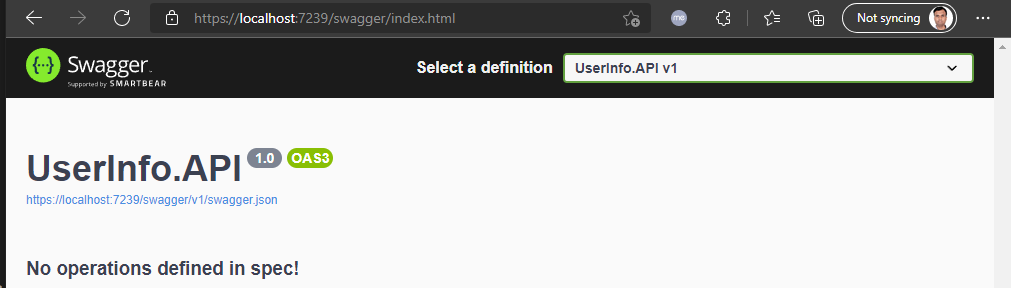 https://localhost:7239/swagger/index.html
me
Not syncing
Swagger
Supported by SMARTBEAR
Select a definition
UserInfo.API v1
UserInfo.API 1.0 OAS3
https://localhost:7239/swagger/v1/swagger.json
No operations defined in spec!